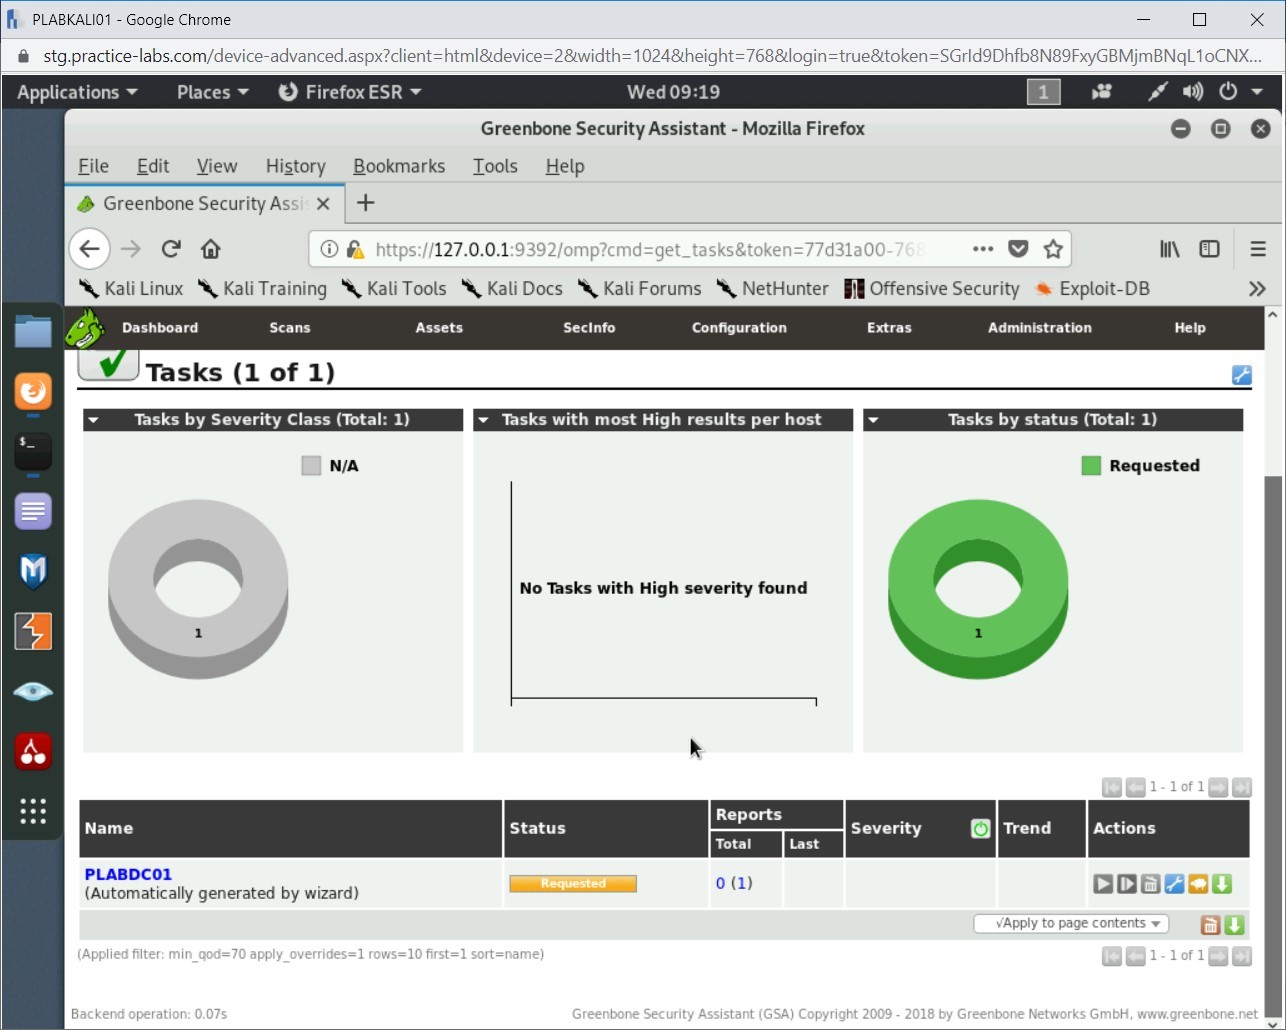 PLABKALI01 - Google Chrome
stg.practice-labs.com/device-advanced.aspx?client=html&device=2&width=1024&height=768&login=true&token=SGrId9Dhfb8N89FxyGBMjmBNqL1oCNX...
Applications Places Firefox ESR Wed 09:19 1
Greenbone Security Assistant - Mozilla Firefox
File Edit View History Bookmarks Tools Help
Greenbone Security Assis
https://127.0.0.1:9392/omp?cmd=get_tasks&token=77d31a00-768
Kali Linux Kali Training Kali Tools Kali Docs Kali Forums NetHunter Offensive Security Exploit-DB
Dashboard Scans Assets SecInfo Configuration Extras Administration Help
Tasks (1 of 1)
Tasks by Severity Class (Total: 1)
N/A
1
Tasks with most High results per host
No Tasks with High severity found
Tasks by status (Total: 1)
Requested
1
1 - 1 of 1
Name Status Reports Severity Trend Actions
Total Last
PLABDC01
(Automatically generated by wizard)
Requested
0 (1)
√Apply to page contents
(Applied filter: min_qod=70 apply_overrides=1 rows=10 first=1 sort=name)
1 - 1 of 1
Backend operation: 0.07s
Greenbone Security Assistant (GSA) Copyright 2009 - 2018 by Greenbone Networks GmbH, www.greenbone.net